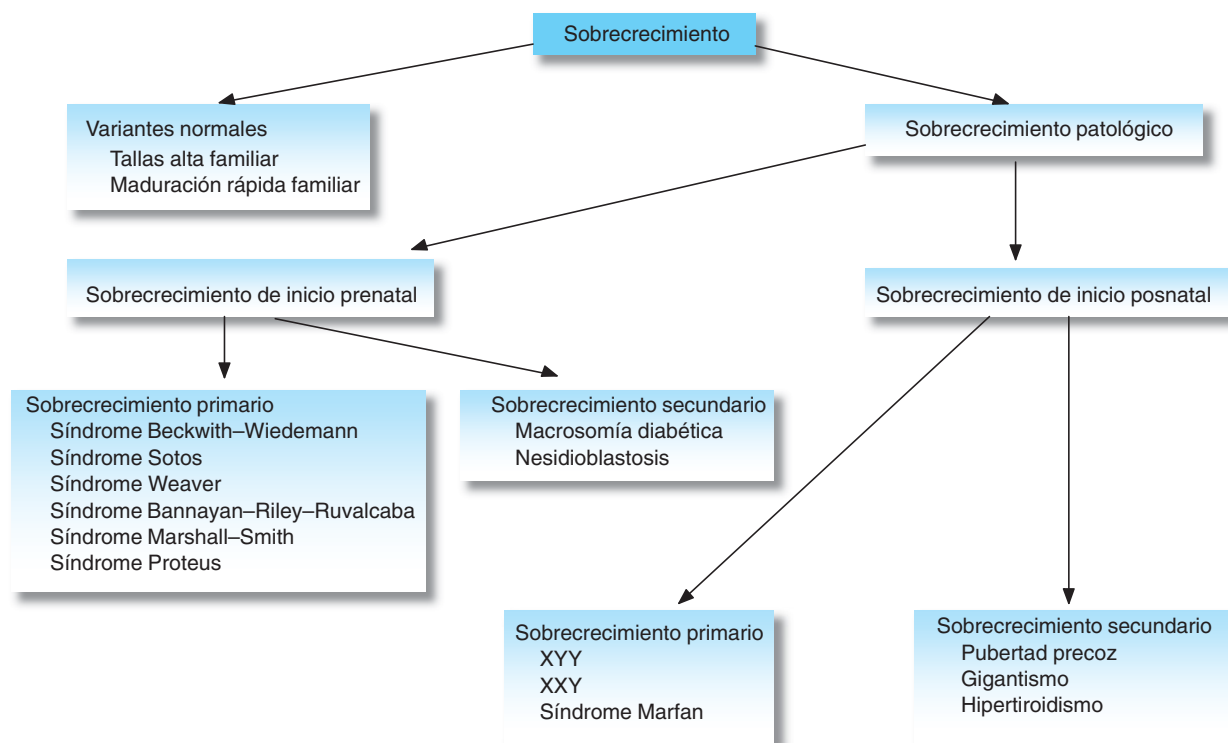 Sobrecrecimiento
Variantes normales
Tallas alta familiar
Maduración rápida familiar
Sobrecrecimiento patológico
Sobrecrecimiento de inicio prenatal
Sobrecrecimiento de inicio posnatal
Sobrecrecimiento primario
Síndrome Beckwith–Wiedemann
Síndrome Sotos
Síndrome Weaver
Síndrome Bannayan–Riley–Ruvalcaba
Síndrome Marshall–Smith
Síndrome Proteus
Sobrecrecimiento secundario
Macrosomía diabética
Nesidioblastosis
Sobrecrecimiento primario
XYY
XXY
Síndrome Marfan
Sobrecrecimiento secundario
Pubertad precoz
Gigantismo
Hipertiroidismo